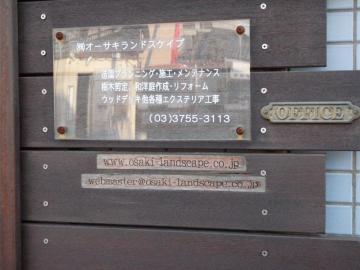 ㈱オーサキランドスケイプ
造園プランニング・施工・メンテナンス
樹木剪定、和洋庭作成・リフォーム
ウッドデッキ他各種エクステリア工事
(03)3755-3113
OFFICE
www.osaki-landscape.co.jp
webmaster@osaki-landscape.co.jp